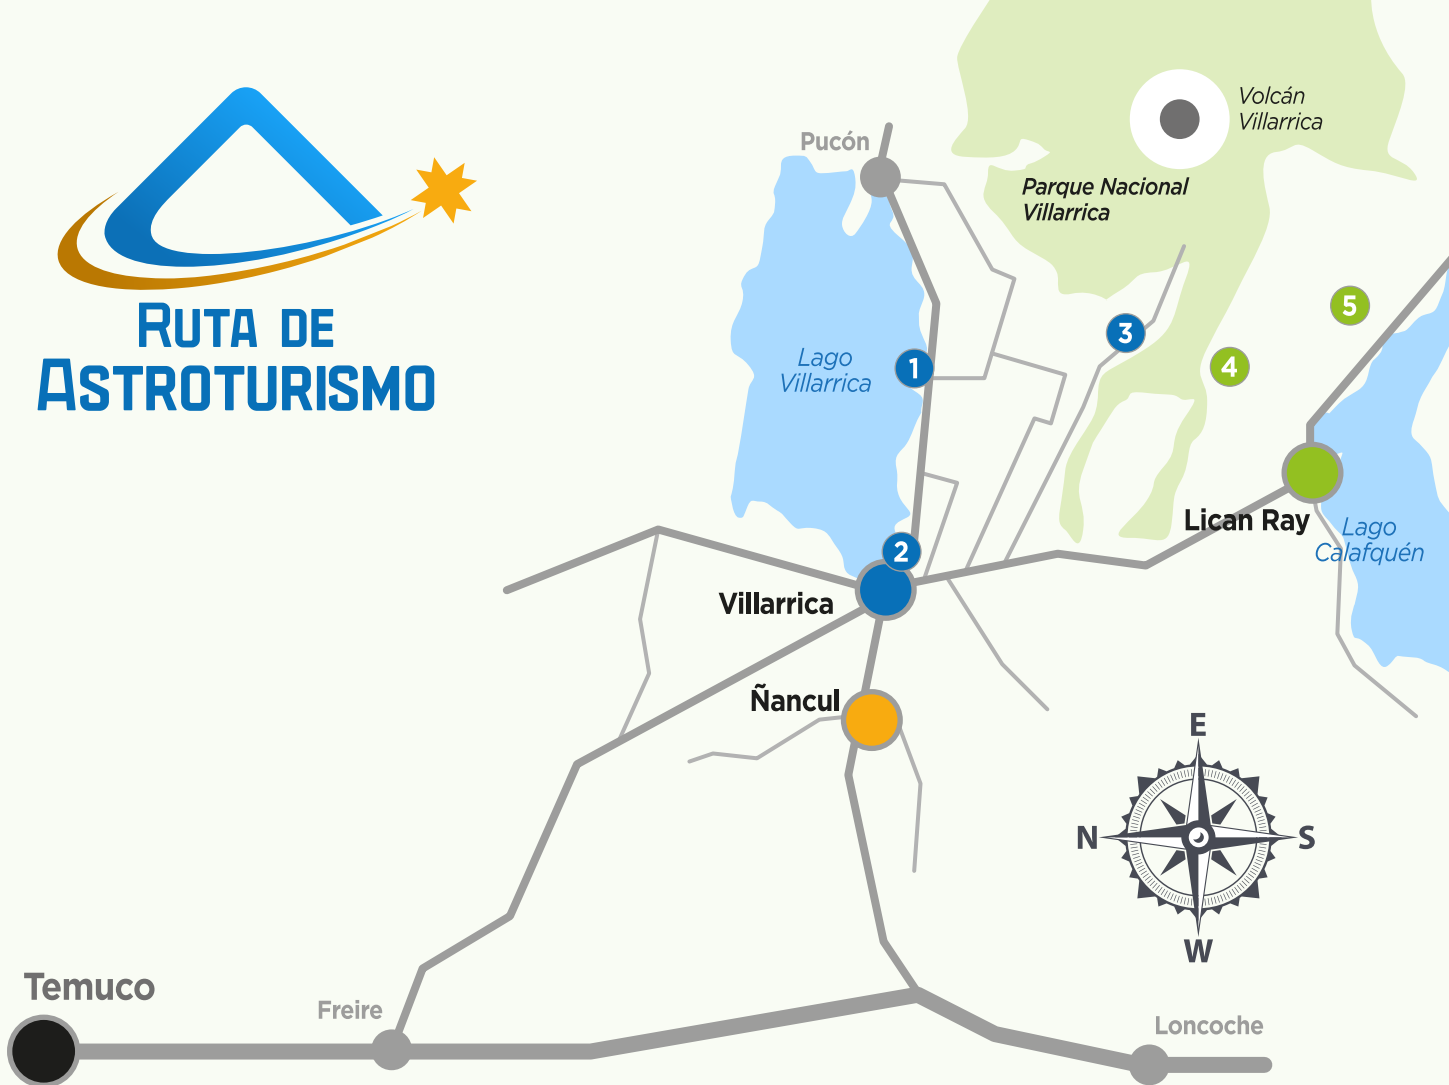 RUTA DE
ASTROTURISMO
Pucón
Volcán
Villarrica
Parque Nacional
Villarrica
Lago
Villarrica
1
2
3
4
5
Lican Ray
Lago
Calafquén
Villarrica
Ñancul
E
N
S
W
Temuco
Freire
Loncoche